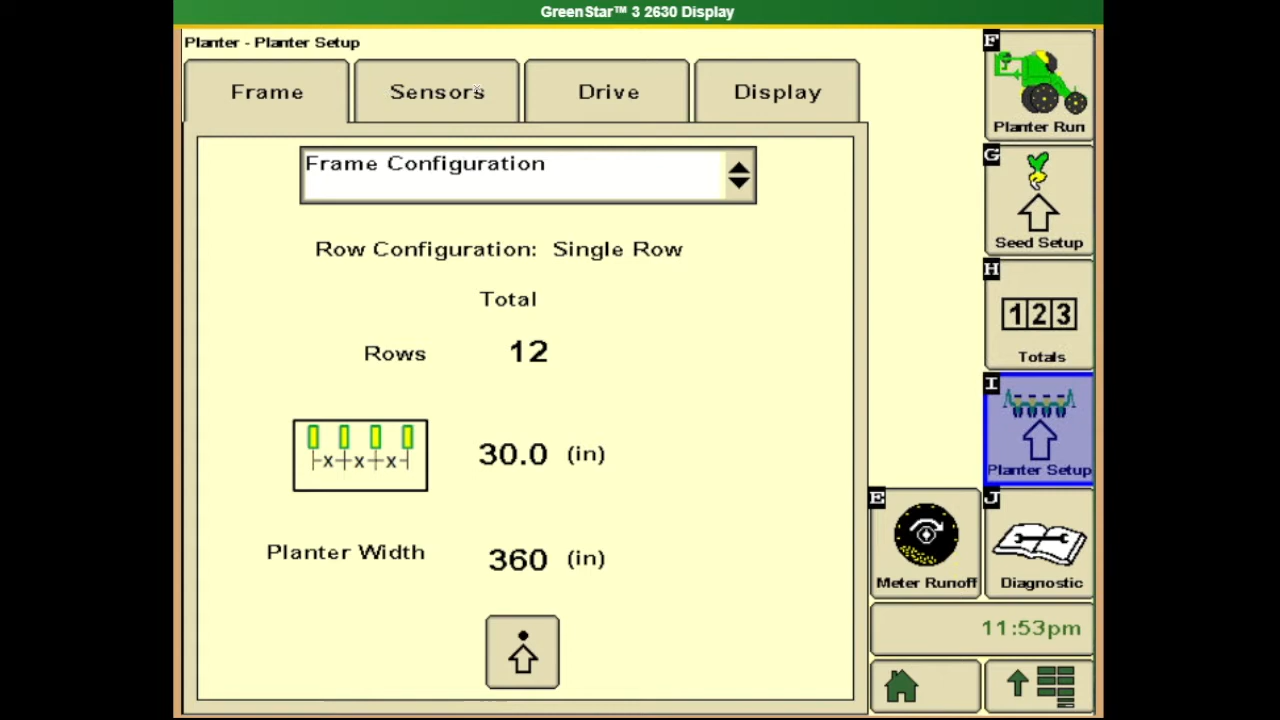 GreenStar™ 3 2630 Display
Planter - Planter Setup
Frame
Sensors
Drive
Display
Frame Configuration
Row Configuration: Single Row
Total
Rows 12
x x x
30.0 (in)
Planter Width 360 (in)
F
Planter Run
G
Seed Setup
H
123
Totals
I
Planter Setup
E
Meter Runoff
J
Diagnostic
11:53pm